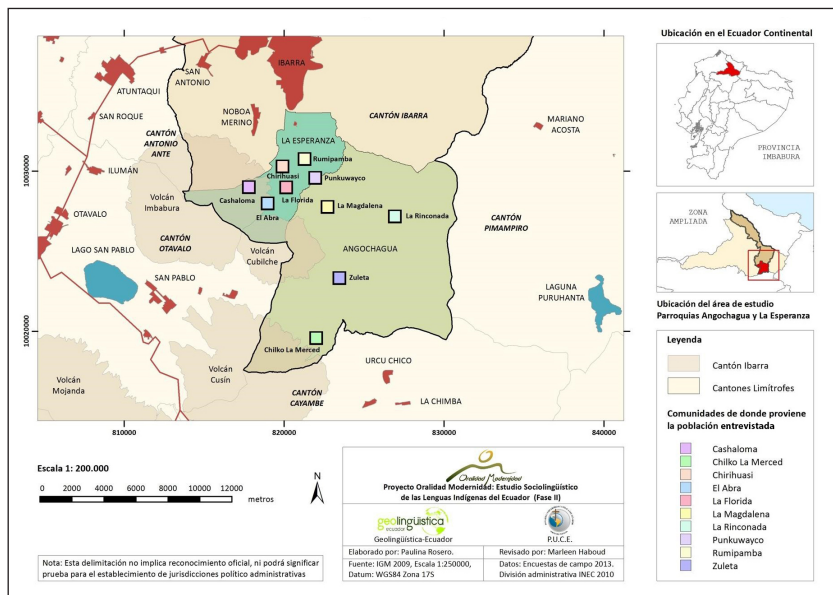 ATUNTAQUI
SAN
ANTONIO
IBARRA
SAN ROQUE
NOBOA
MERINO
CANTÓN IBARRA
MARIANO
ACOSTA
CANTÓN
ANTONIO
ANTE
LA ESPERANZA
Rumipamba
ILUMÁN
Chirihuasi
Punkuwayco
Volcán
Imbabura
Cashaloma
La Florida
El Abra
La Magdalena
La Rinconada
OTAVALO
CANTÓN
OTAVALO
CANTÓN
PIMAMPIRO
LAGO SAN PABLO
Volcán
Cubilche
ANGOCHAGUA
SAN PABLO
Zuleta
LAGUNA
PURUHANTA
Chilko La Merced
Volcán
Mojanda
Volcán
Cusín
URCU CHICO
CANTÓN
CAYAMBE
LA CHIMBA
10030000
10020000
810000
820000
830000
840000
Ubicación en el Ecuador Continental
PROVINCIA
IMBABURA
ZONA
AMPLIADA
Ubicación del área de estudio
Parroquias Angochagua y La Esperanza
Leyenda
Cantón Ibarra
Cantones Limítrofes
Comunidades de donde proviene
la población entrevistada
Cashaloma
Chilko La Merced
Chirihuasi
El Abra
La Florida
La Magdalena
La Rinconada
Punkuwayco
Rumipamba
Zuleta
Escala 1: 200.000
0
2000
4000
6000
8000
10000
12000
metros
N
Nota: Esta delimitación no implica reconocimiento oficial, ni podrá significar
prueba para el establecimiento de jurisdicciones político administrativas
Oralidad Modernidad
Proyecto Oralidad Modernidad: Estudio Sociolingüístico
de las Lenguas Indígenas del Ecuador (Fase II)
geolingüística
ecuador
Geolingüística-Ecuador
P.U.C.E.
Elaborado por: Paulina Rosero.
Revisado por: Marleen Haboud
Fuente: IGM 2009, Escala 1:250000,
Datum: WGS84 Zona 17S
Datos: Encuestas de campo 2013.
División administrativa INEC 2010